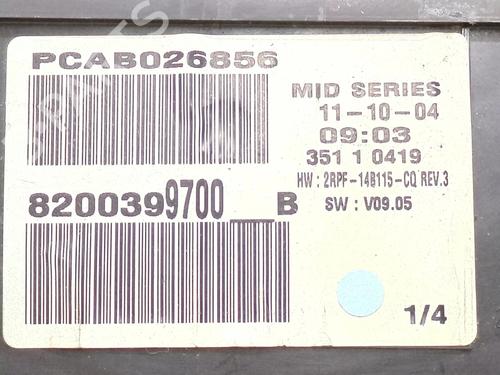 PCAB026856
MID SERIES
11-10-04
09:03
351 1 0419
HW : 2RPF-14B115-CQ REV.3
8200399700__B
SW : V09.05
1/4